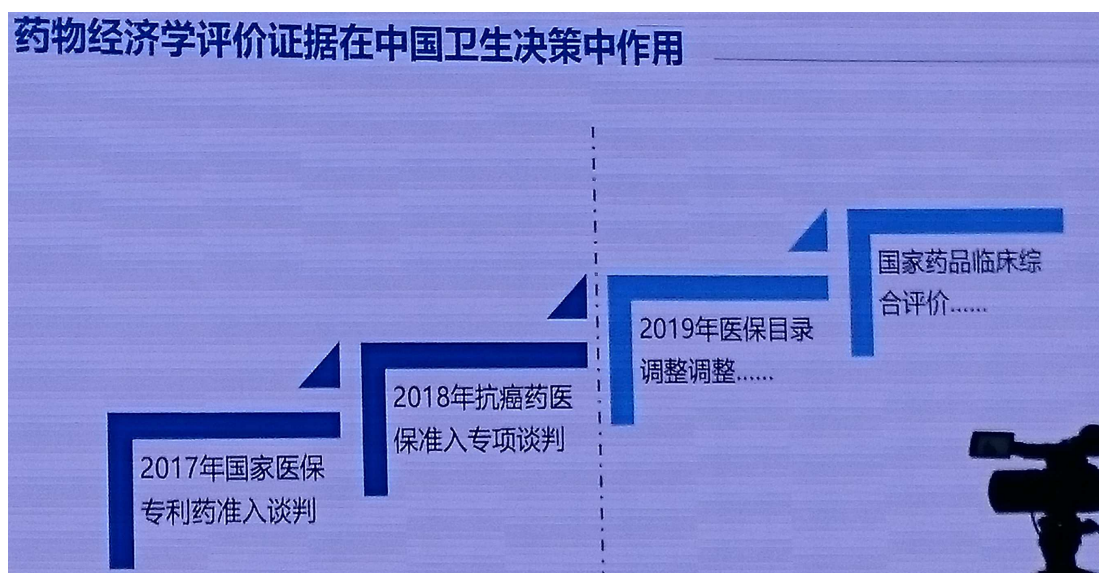 药物经济学评价证据在中国卫生决策中作用
国家药品临床综
合评价......
2019年医保目录
调整调整......
2018年抗癌药医
保准入专项谈判
2017年国家医保
专利药准入谈判